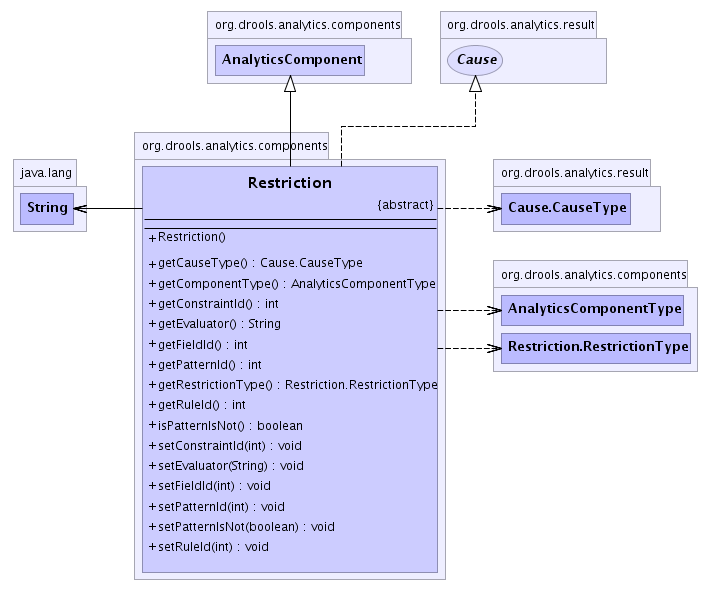 org.drools.analytics.components
AnalyticsComponent
org.drools.analytics.result
Cause
org.drools.analytics.components
Restriction
{abstract}
+ Restriction()
+ getCauseType() : Cause.CauseType
+ getComponentType() : AnalyticsComponentType
+ getConstraintId() : int
+ getEvaluator() : String
+ getFieldId() : int
+ getPatternId() : int
+ getRestrictionType() : Restriction.RestrictionType
+ getRuleId() : int
+ isPatternIsNot() : boolean
+ setConstraintId(int) : void
+ setEvaluator(String) : void
+ setFieldId(int) : void
+ setPatternId(int) : void
+ setPatternIsNot(boolean) : void
+ setRuleId(int) : void
java.lang
String
org.drools.analytics.result
Cause.CauseType
org.drools.analytics.components
AnalyticsComponentType
Restriction.RestrictionType